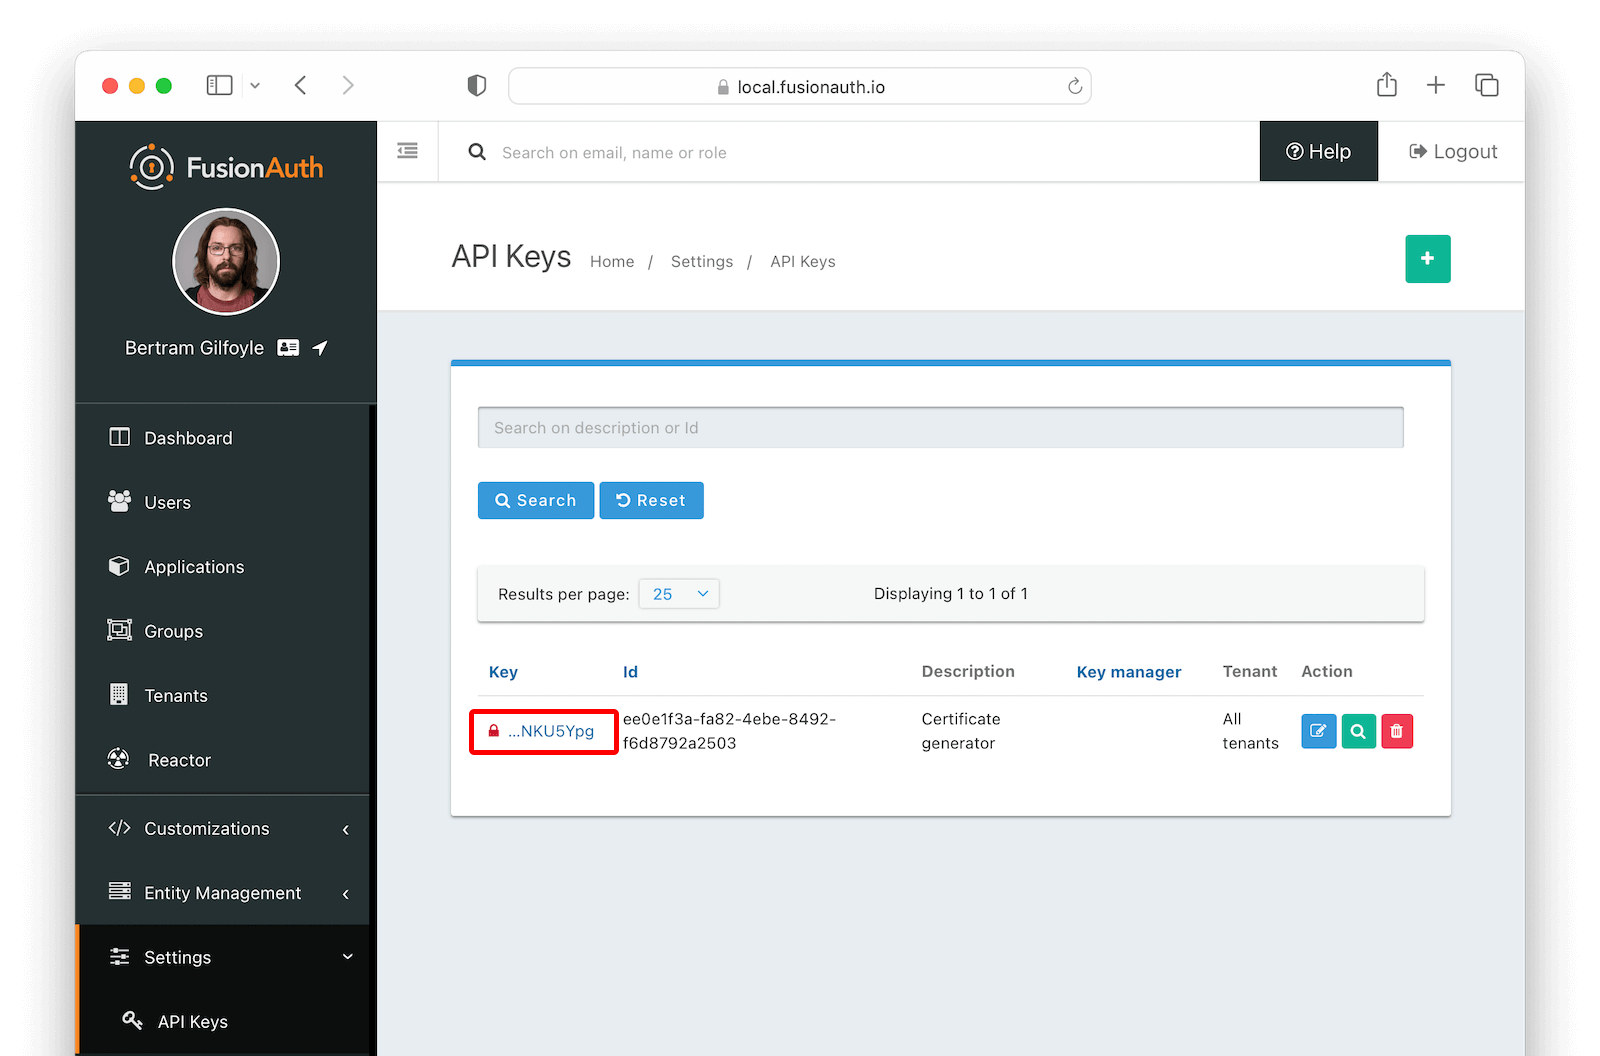 local.fusionauth.io
FusionAuth
Search on email, name or role
Help
Logout
Bertram Gilfoyle
API Keys
Home / Settings / API Keys
Dashboard
Users
Applications
Groups
Tenants
Reactor
Customizations
Entity Management
Settings
API Keys
Search on description or Id
Search
Reset
Results per page: 25
Displaying 1 to 1 of 1
Key Id Description Key manager Tenant Action
...NKU5Ypg
ee0e1f3a-fa82-4ebe-8492-
f6d8792a2503
Certificate
generator
All
tenants